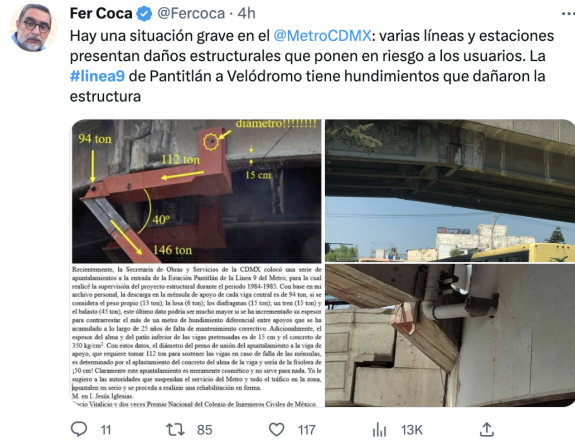 Fer Coca @Fercoca · 4h
Hay una situación grave en el @MetroCDMX: varias líneas y estaciones
presentan daños estructurales que ponen en riesgo a los usuarios. La
#linea9 de Pantitlán a Velódromo tiene hundimientos que dañaron la
estructura
diámetro!!!!!!!!
94 ton
112 ton
15 cm
40°
146 ton
Recientemente, la Secretaría de Obras y Servicios de la CDMX colocó una serie de
apuntalamientos a la entrada de la Estación Pantitlán de la Línea 9 del Metro, para la cual
realicé la supervisión del proyecto estructural durante el periodo 1984-1985. Con base en mi
archivo personal, la descarga en la ménsula de apoyo de cada viga central es de 94 ton, si se
considera el peso propio (13 ton); la losa (6 ton); los diafragmas (15 ton); un tren (15 ton) y
el balasto (45 ton), este último dato podría ser mucho mayor si se ha incrementado su espesor
para contrarrestar el más de un metro de hundimiento diferencial entre apoyos que se ha
acumulado a lo largo de 25 años de falta de mantenimiento correctivo. Adicionalmente, el
espesor del alma y del patín inferior de las vigas pretensadas es de 15 cm y el concreto de
350 kg/cm². Con estos datos, el diámetro del perno de unión del apuntalamiento a la viga de
apoyo, que requiere tomar 112 ton para sostener las vigas en caso de falla de las ménsulas,
es determinado por el aplastamiento del concreto del alma de la viga y sería de la friolera de
¡50 cm! Claramente este apuntalamiento es meramente cosmético y no sirve para nada. Yo le
sugiero a las autoridades que suspendan el servicio del Metro y todo el tráfico en la zona,
apuntalen en serio y se proceda a realizar una rehabilitación en forma.
M. en I. Jesús Iglesias.
Socio Vitalicio y dos veces Premio Nacional del Colegio de Ingenieros Civiles de México.
11 85 117 13K